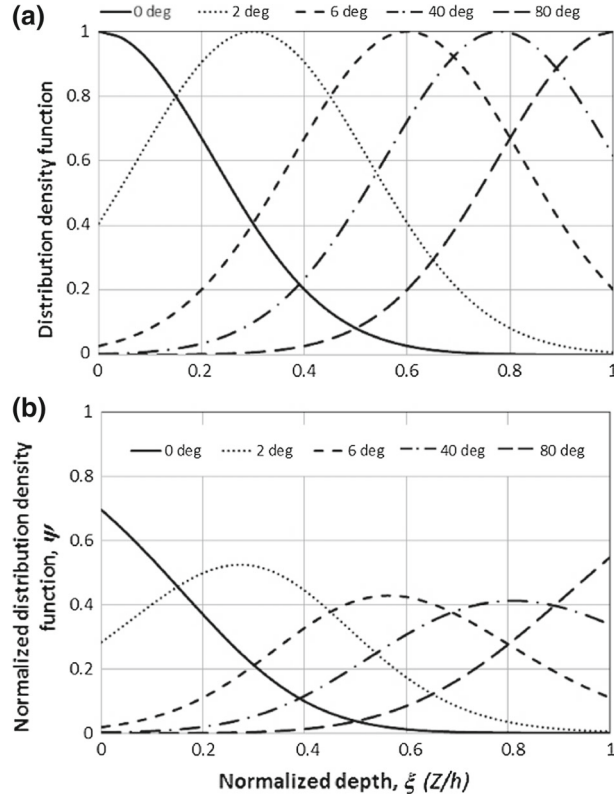 (a)
0 deg 2 deg 6 deg 40 deg 80 deg
Distribution density function
1
0.8
0.6
0.4
0.2
0
0 0.2 0.4 0.6 0.8 1
(b)
0 deg 2 deg 6 deg 40 deg 80 deg
Normalized distribution density
function, ψ
1
0.8
0.6
0.4
0.2
0
0 0.2 0.4 0.6 0.8 1
Normalized depth, ξ (Z/h)